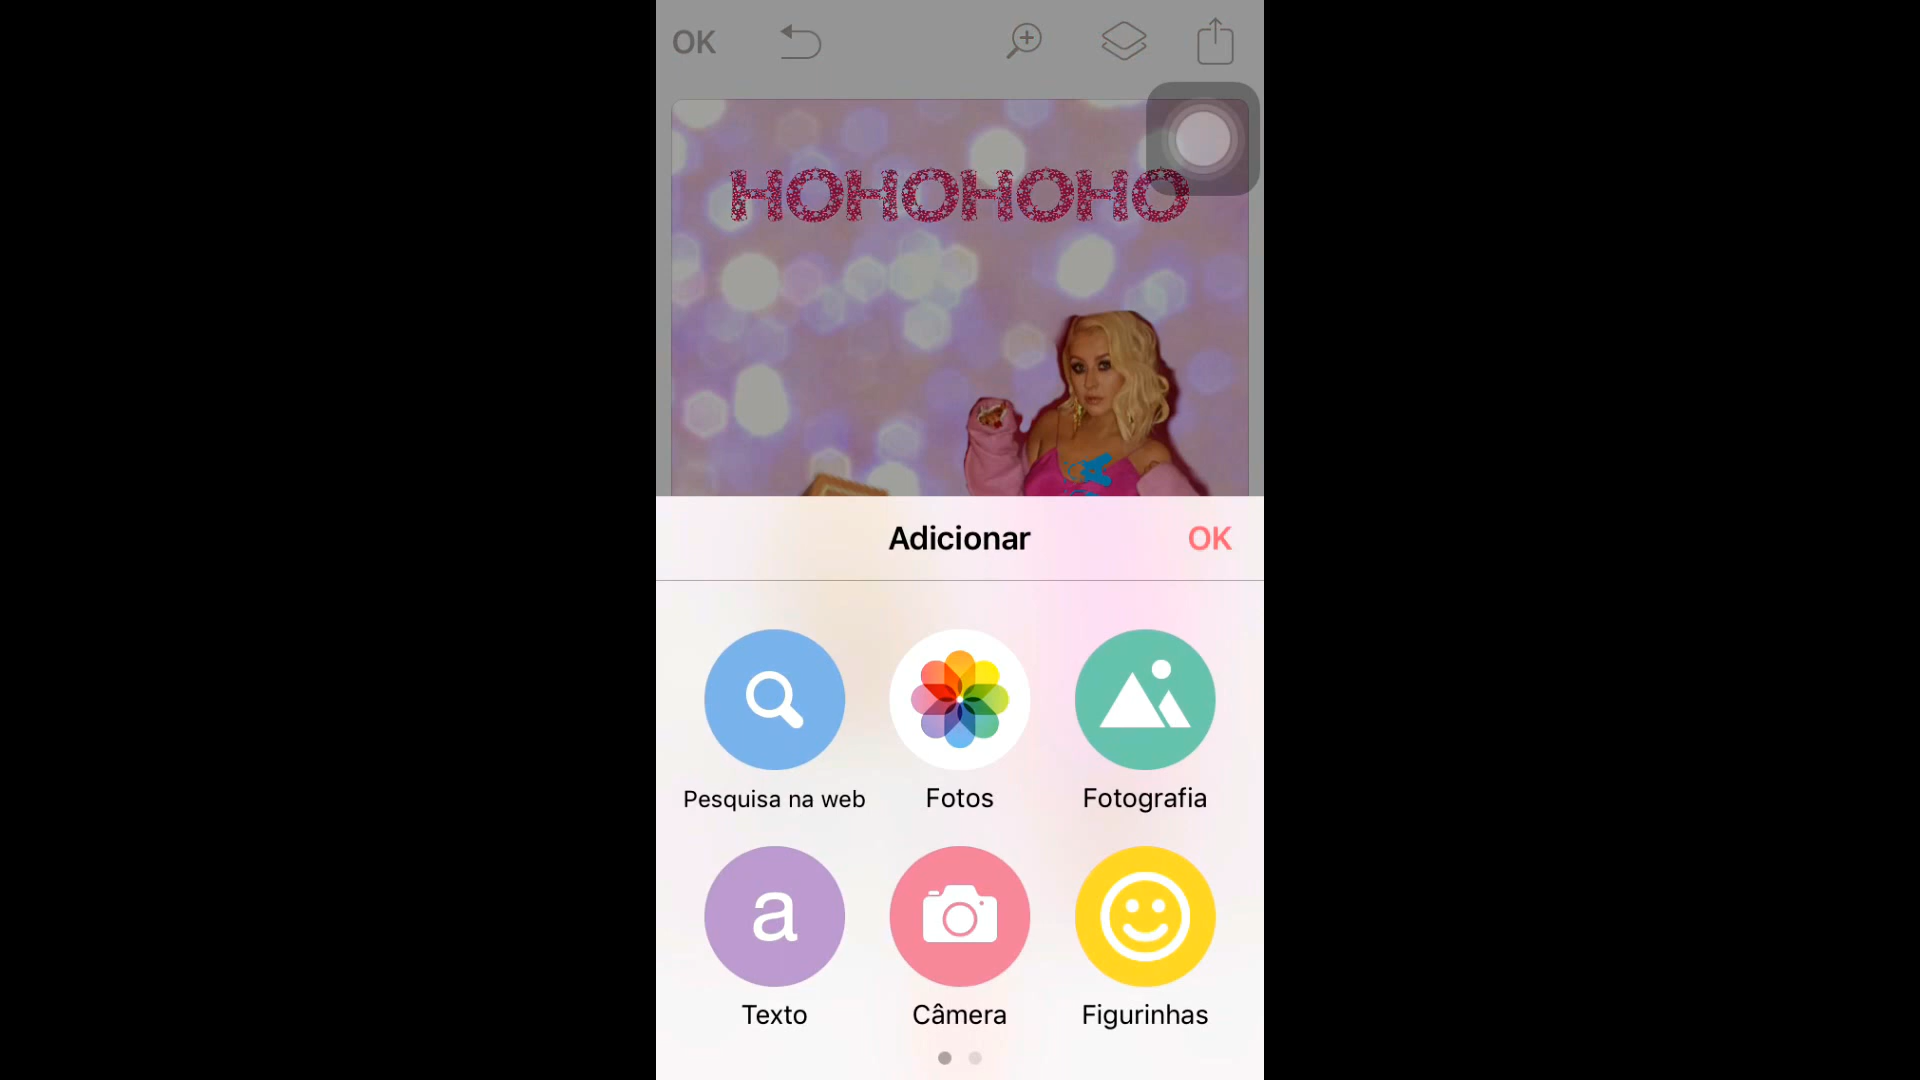 OK
HOHOHOHO
Adicionar
OK
Pesquisa na web
Fotos
Fotografia
a
Texto
Câmera
Figurinhas